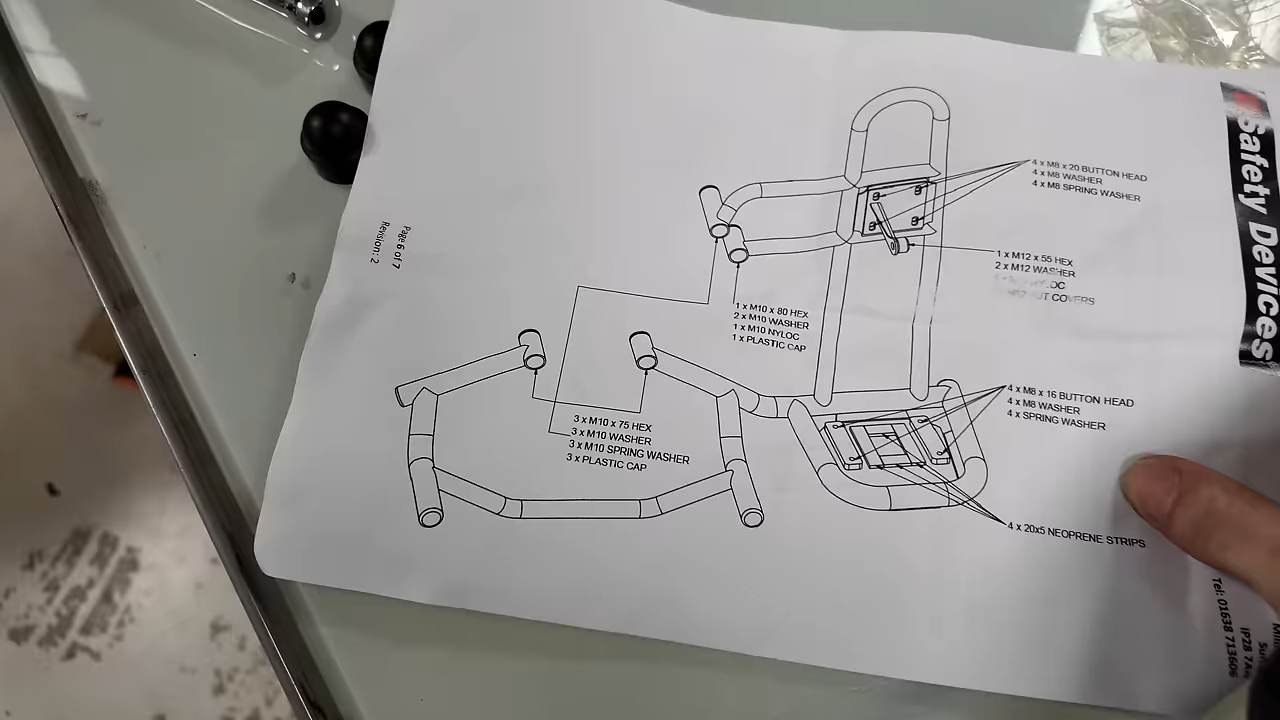 Safety Devices
4 x M8 x 20 BUTTON HEAD
4 x M8 WASHER
4 x M8 SPRING WASHER
1 x M12 x 55 HEX
2 x M12 WASHER
COVERS
1 x M10 x 80 HEX
2 x M10 WASHER
1 x M10 NYLOC
1 x PLASTIC CAP
3 x M10 x 75 HEX
3 x M10 WASHER
3 x M10 SPRING WASHER
3 x PLASTIC CAP
4 x M8 x 16 BUTTON HEAD
4 x M8 WASHER
4 x SPRING WASHER
4 x 20x5 NEOPRENE STRIPS
Page 6 of 7
Revision: 2
IP28
Tel: 01638 713606